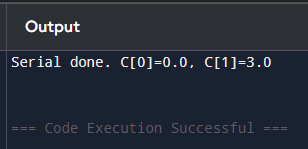 Output
Serial done. C[0]=0.0, C[1]=3.0
=== Code Execution Successful ===